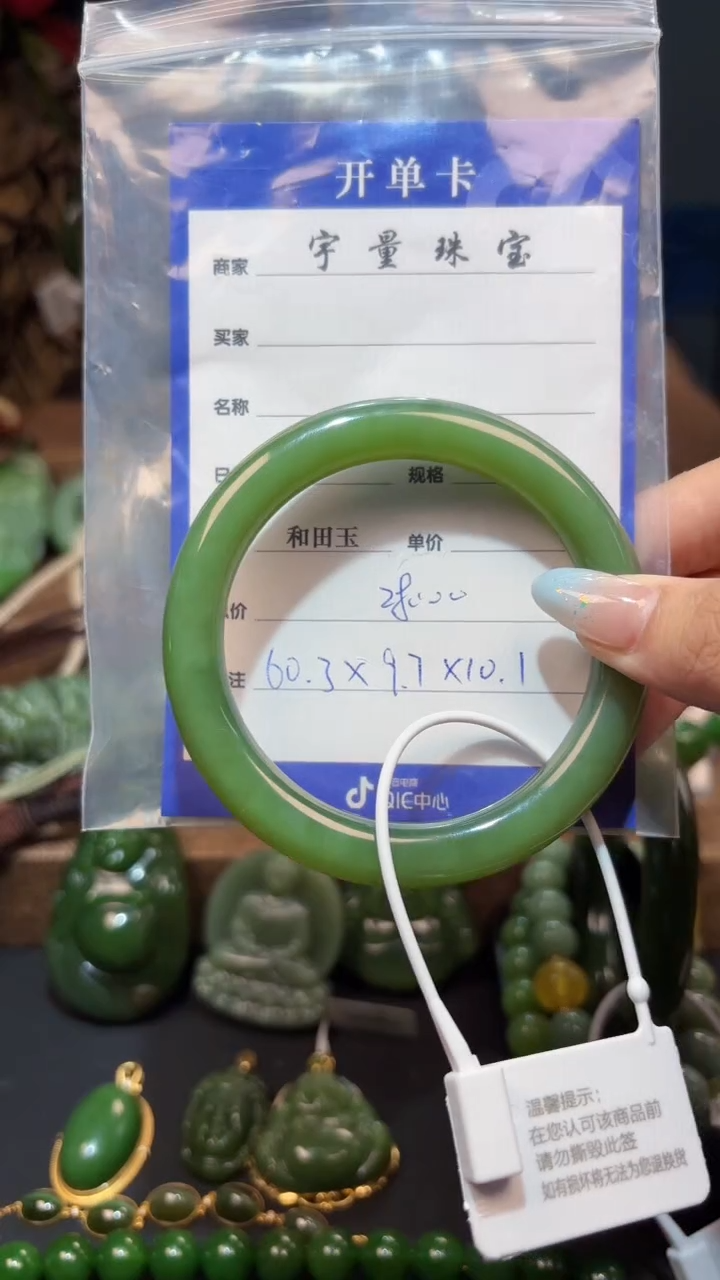 开单卡
商家 宇量珠宝
买家
名称
规格
和田玉 单价
价 28000
注 60.3×9.7×10.1
QIC中心
温馨提示：
在您认可该商品前
请勿撕毁此签
如有损坏将无法为您退换货